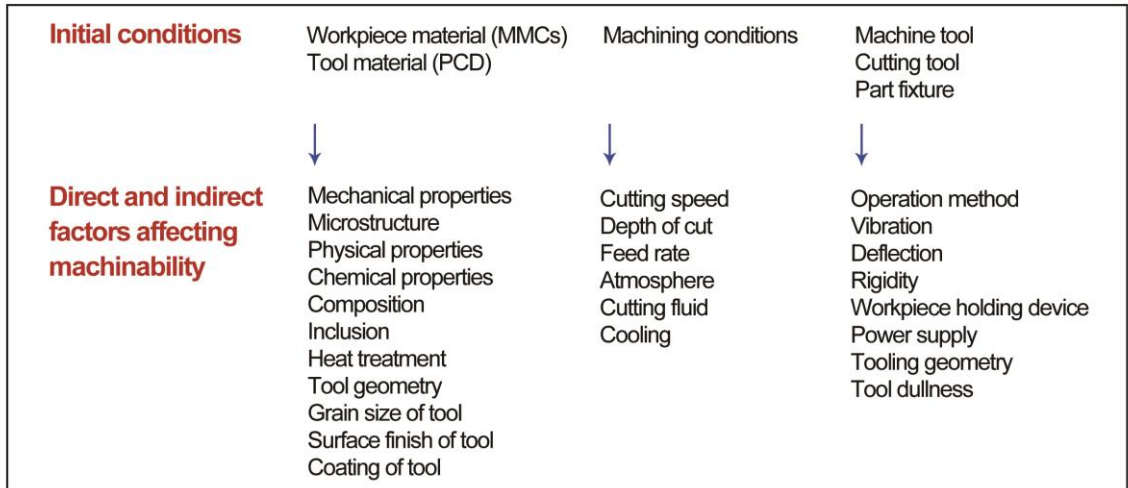 Initial conditions
Workpiece material (MMCs)
Tool material (PCD)
Machining conditions
Machine tool
Cutting tool
Part fixture
Direct and indirect
factors affecting
machinability
Mechanical properties
Microstructure
Physical properties
Chemical properties
Composition
Inclusion
Heat treatment
Tool geometry
Grain size of tool
Surface finish of tool
Coating of tool
Cutting speed
Depth of cut
Feed rate
Atmosphere
Cutting fluid
Cooling
Operation method
Vibration
Deflection
Rigidity
Workpiece holding device
Power supply
Tooling geometry
Tool dullness